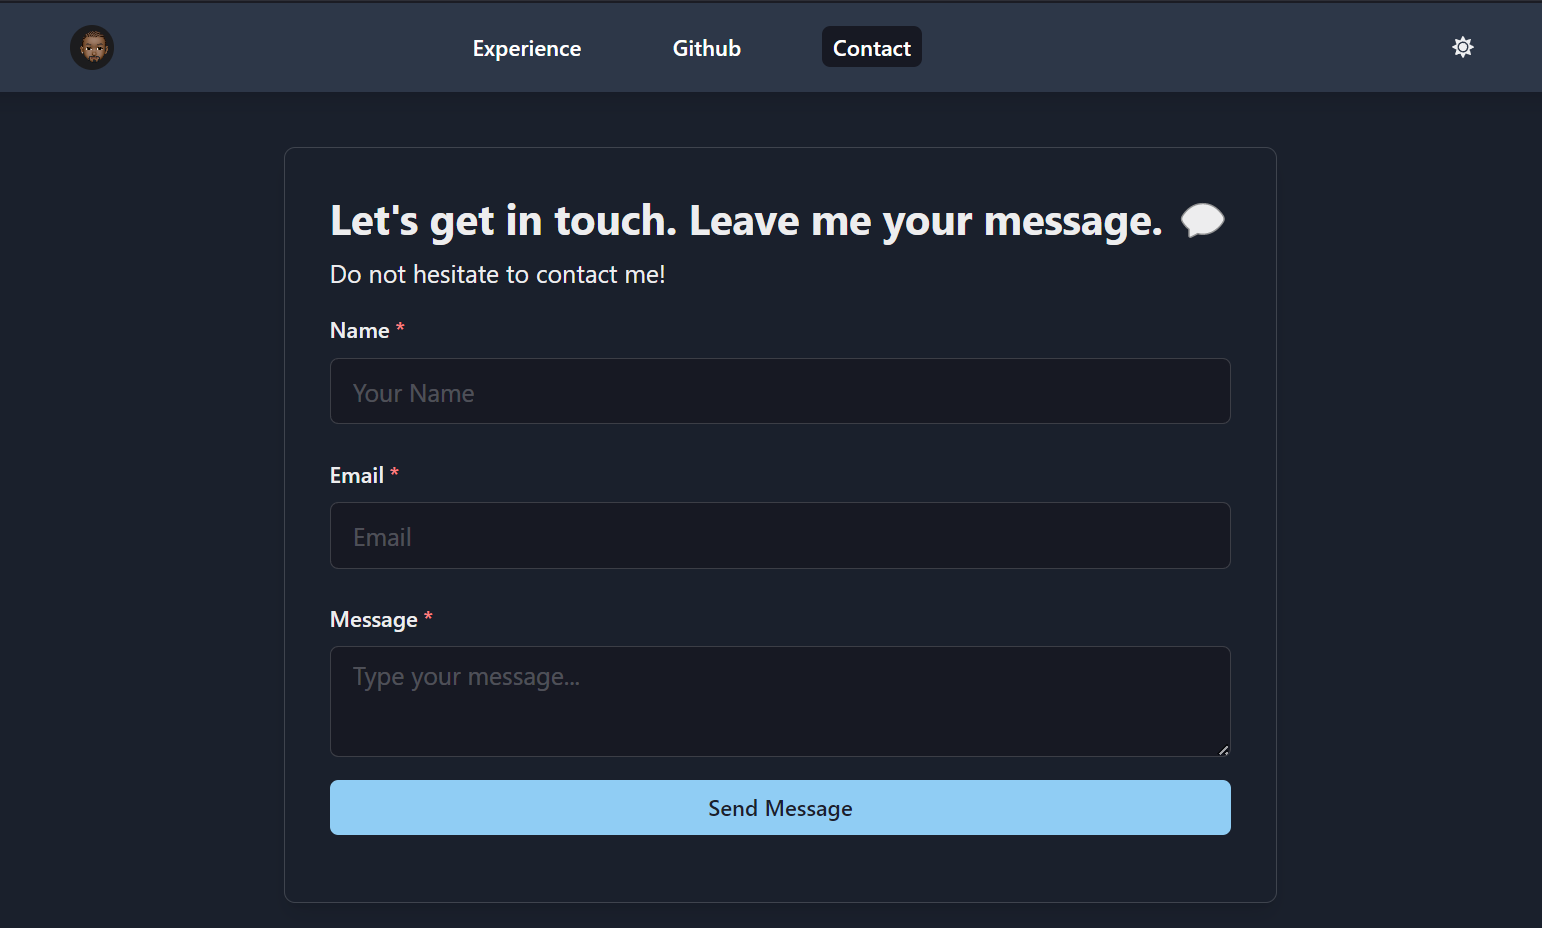 Experience Github Contact
Let's get in touch. Leave me your message.
Do not hesitate to contact me!
Name *
Your Name
Email *
Email
Message *
Type your message...
Send Message